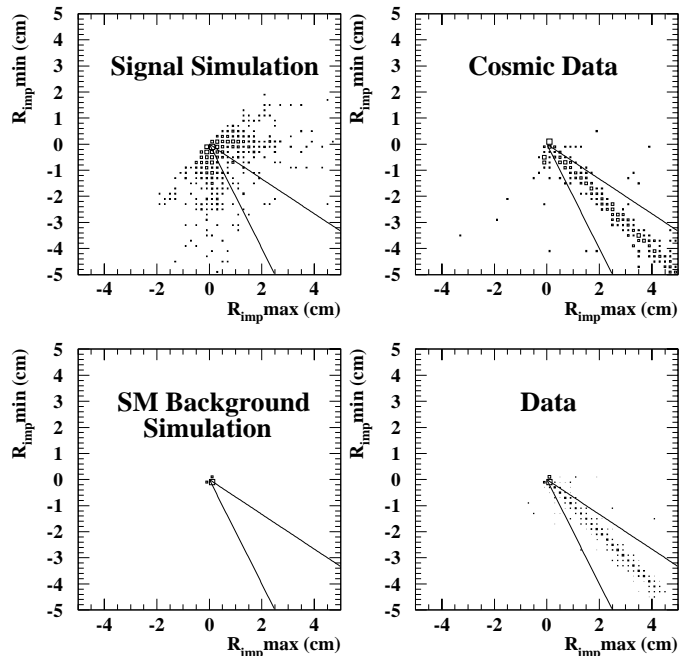 R_imp min (cm)
5
4
3
2
1
0
-1
-2
-3
-4
-5
Signal Simulation
-4 -2 0 2 4
R_imp max (cm)
R_imp min (cm)
5
4
3
2
1
0
-1
-2
-3
-4
-5
Cosmic Data
-4 -2 0 2 4
R_imp max (cm)
R_imp min (cm)
5
4
3
2
1
0
-1
-2
-3
-4
-5
SM Background
Simulation
-4 -2 0 2 4
R_imp max (cm)
R_imp min (cm)
5
4
3
2
1
0
-1
-2
-3
-4
-5
Data
-4 -2 0 2 4
R_imp max (cm)